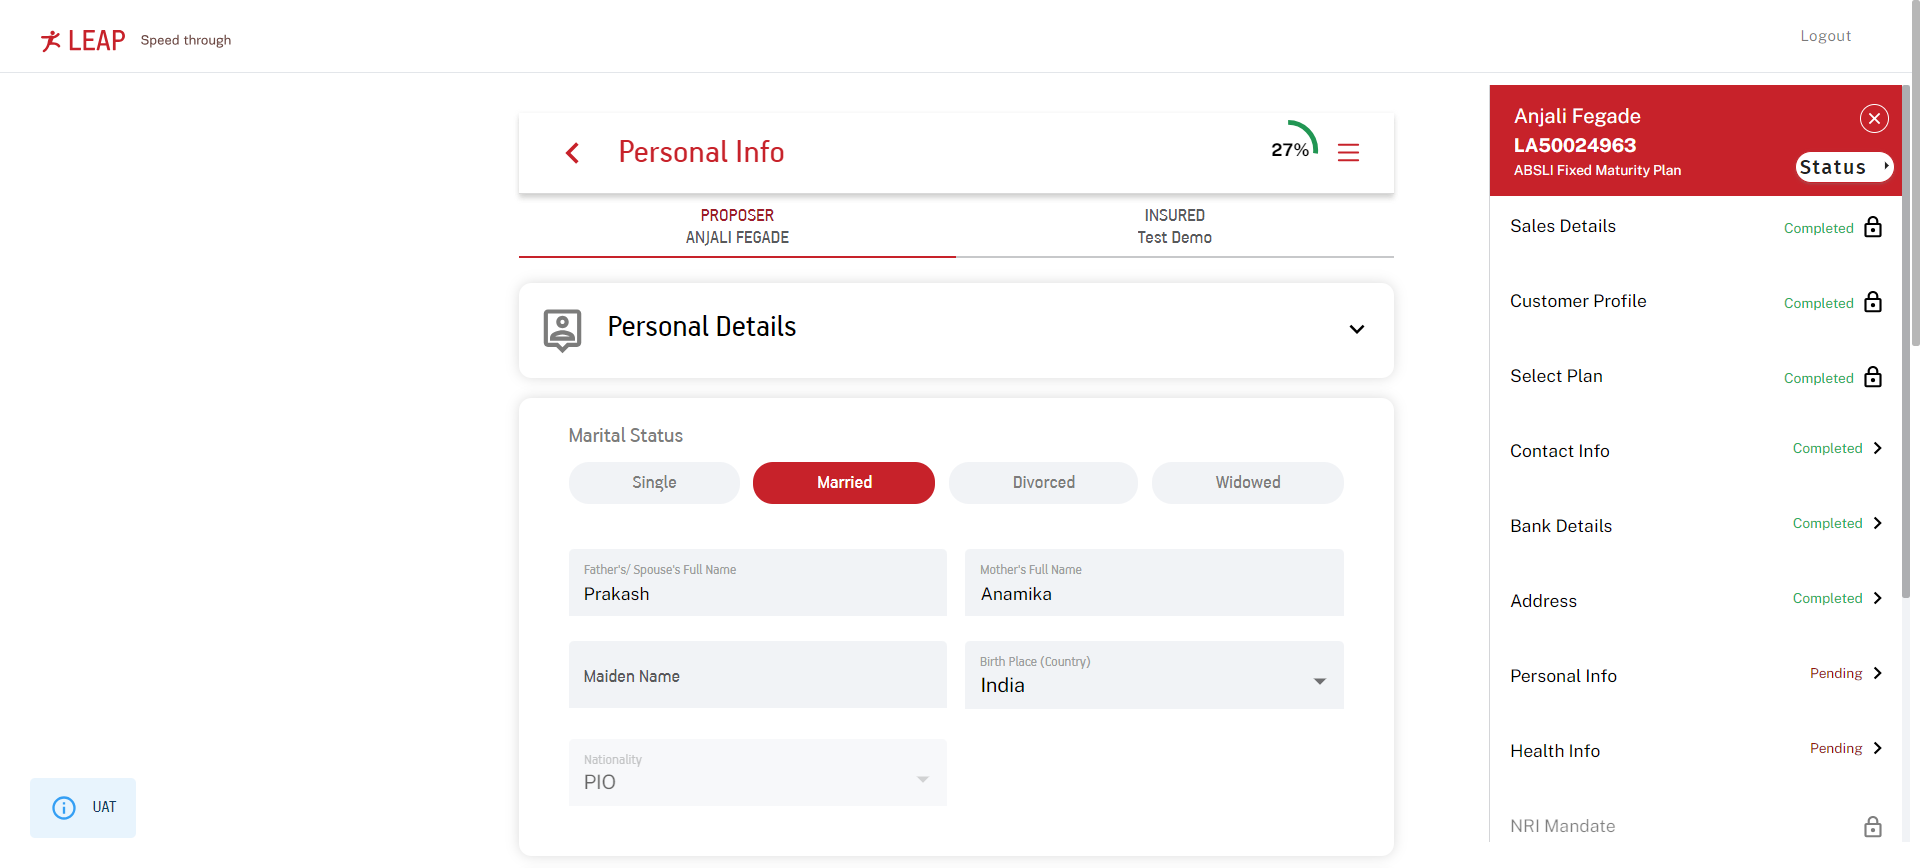 LEAP Speed through
Logout
Personal Info
27%
PROPOSER
ANJALI FEGADE
INSURED
Test Demo
Personal Details
Marital Status
Single
Married
Divorced
Widowed
Father's/ Spouse's Full Name
Prakash
Mother's Full Name
Anamika
Maiden Name
Birth Place (Country)
India
Nationality
PIO
UAT
Anjali Fegade
LA50024963
ABSLI Fixed Maturity Plan
Status
Sales Details Completed
Customer Profile Completed
Select Plan Completed
Contact Info Completed
Bank Details Completed
Address Completed
Personal Info Pending
Health Info Pending
NRI Mandate